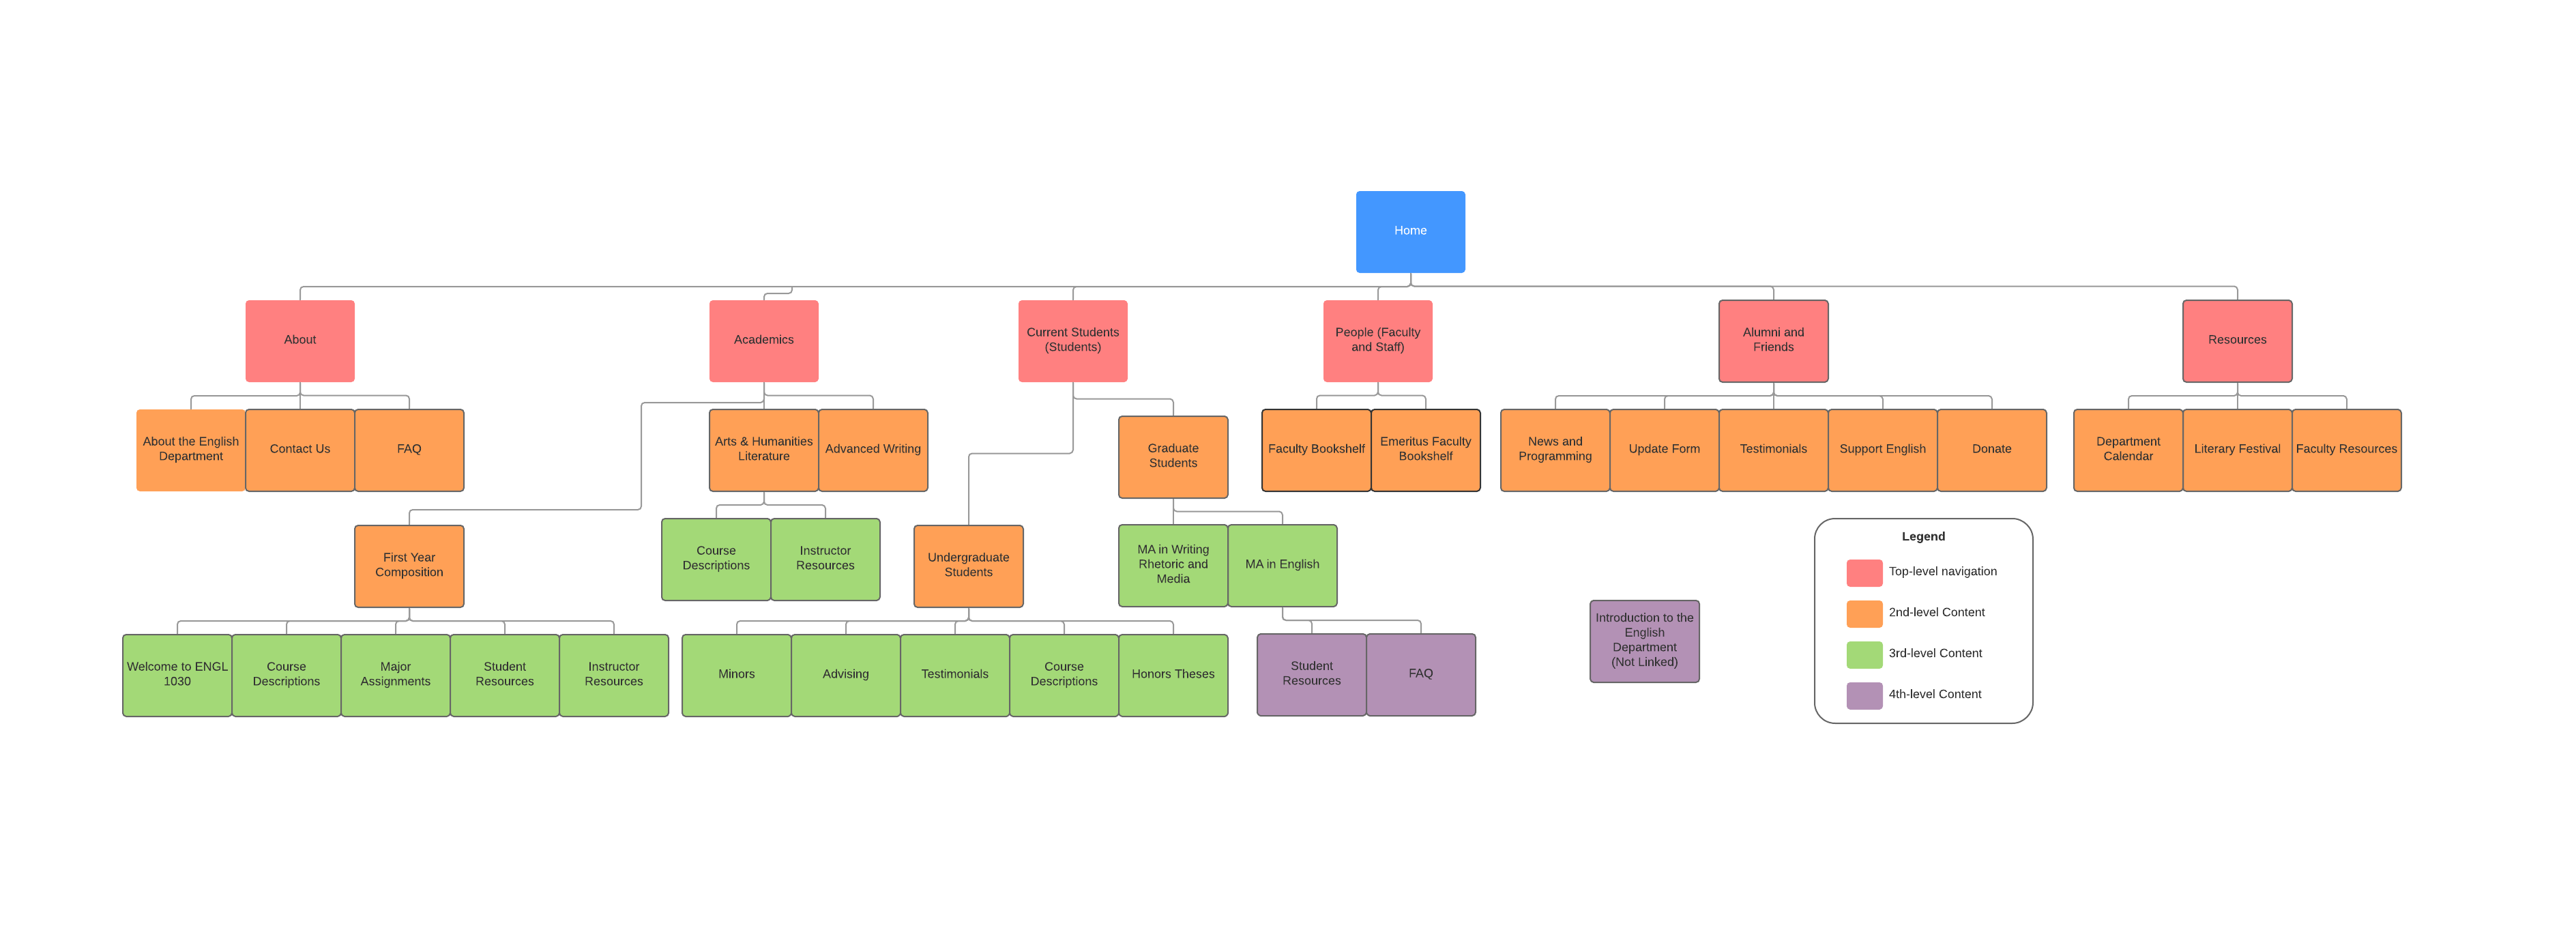 Home
About
Academics
Current Students
(Students)
People (Faculty
and Staff)
Alumni and
Friends
Resources
About the English
Department
Contact Us
FAQ
Arts & Humanities
Literature
Advanced Writing
Graduate
Students
Faculty Bookshelf
Emeritus Faculty
Bookshelf
News and
Programming
Update Form
Testimonials
Support English
Donate
Department
Calendar
Literary Festival
Faculty Resources
First Year
Composition
Course
Descriptions
Instructor
Resources
Undergraduate
Students
MA in Writing
Rhetoric and
Media
MA in English
Welcome to ENGL
1030
Course
Descriptions
Major
Assignments
Student
Resources
Instructor
Resources
Minors
Advising
Testimonials
Course
Descriptions
Honors Theses
Student
Resources
FAQ
Introduction to the
English
Department
(Not Linked)
Legend
Top-level navigation
2nd-level Content
3rd-level Content
4th-level Content